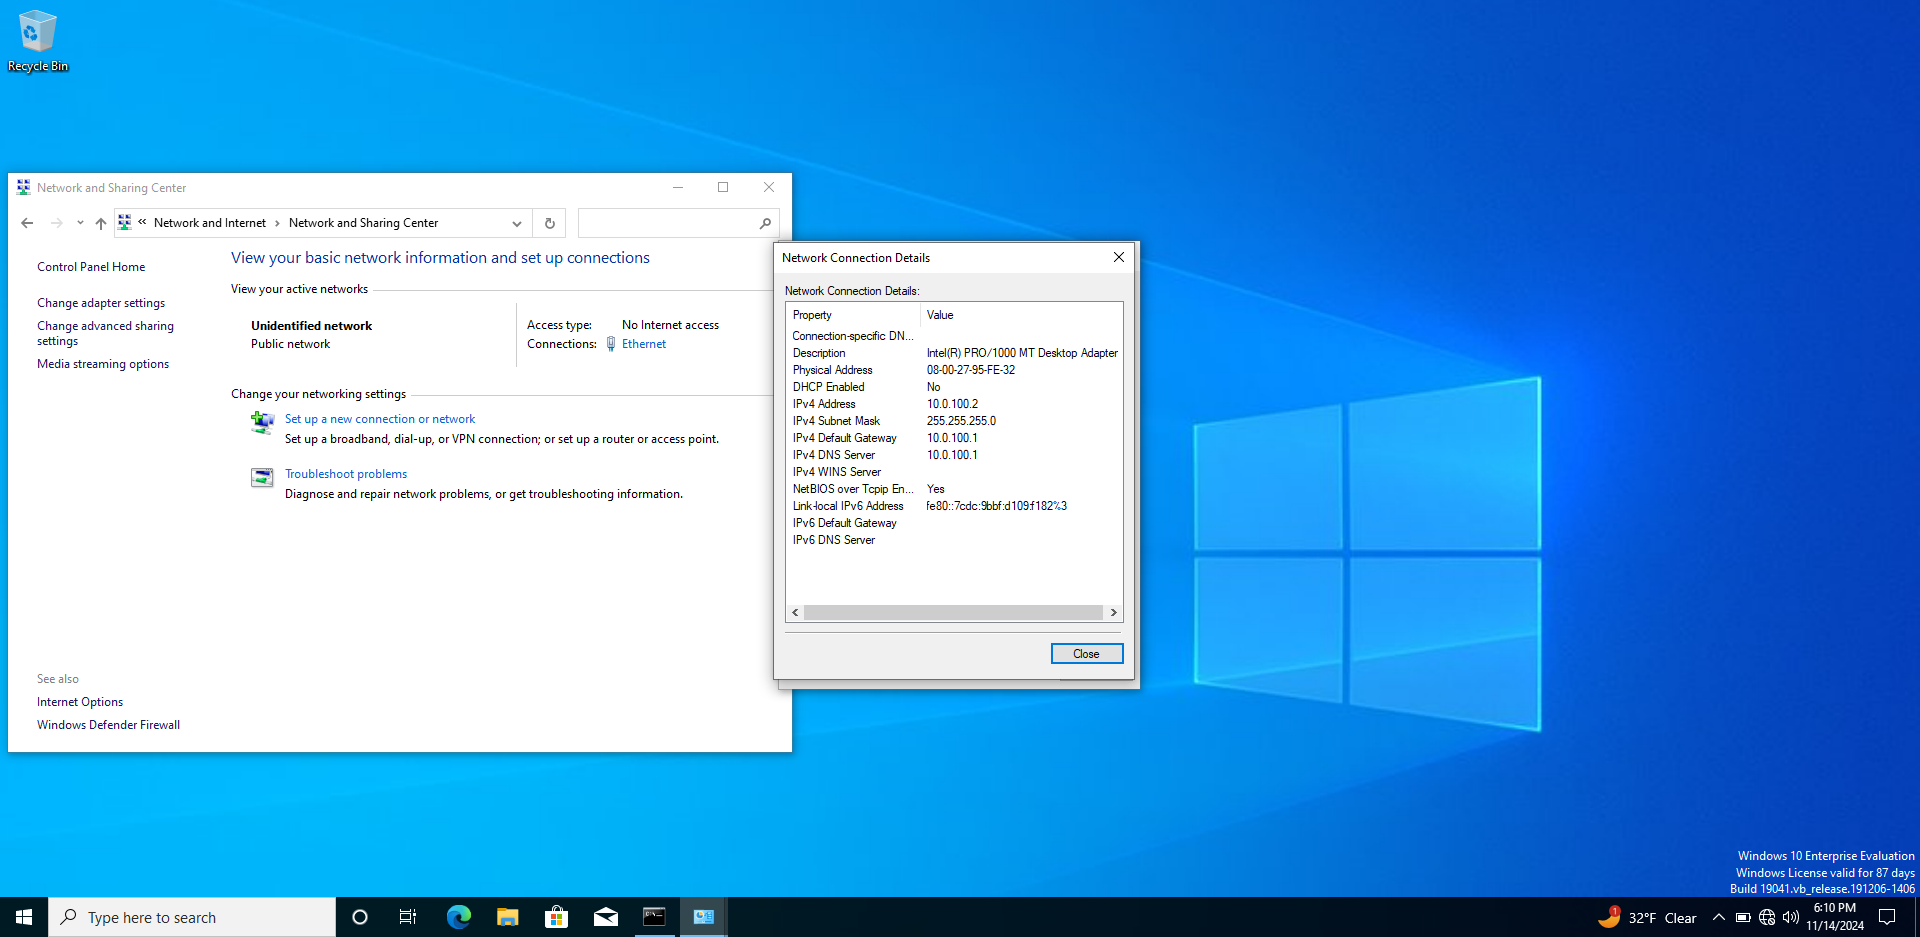 Recycle Bin
Network and Sharing Center
« Network and Internet › Network and Sharing Center
Control Panel Home
Change adapter settings
Change advanced sharing
settings
Media streaming options
View your basic network information and set up connections
View your active networks
Unidentified network
Public network
Access type: No Internet access
Connections: Ethernet
Change your networking settings
Set up a new connection or network
Set up a broadband, dial-up, or VPN connection; or set up a router or access point.
Troubleshoot problems
Diagnose and repair network problems, or get troubleshooting information.
See also
Internet Options
Windows Defender Firewall
Network Connection Details
Network Connection Details:
Property Value
Connection-specific DN...
Description Intel(R) PRO/1000 MT Desktop Adapter
Physical Address 08-00-27-95-FE-32
DHCP Enabled No
IPv4 Address 10.0.100.2
IPv4 Subnet Mask 255.255.255.0
IPv4 Default Gateway 10.0.100.1
IPv4 DNS Server 10.0.100.1
IPv4 WINS Server
NetBIOS over Tcpip En... Yes
Link-local IPv6 Address fe80::7cdc:9bbf:d109:f182%3
IPv6 Default Gateway
IPv6 DNS Server
Close
Windows 10 Enterprise Evaluation
Windows License valid for 87 days
Build 19041.vb_release.191206-1406
Type here to search
1
32°F Clear
6:10 PM
11/14/2024